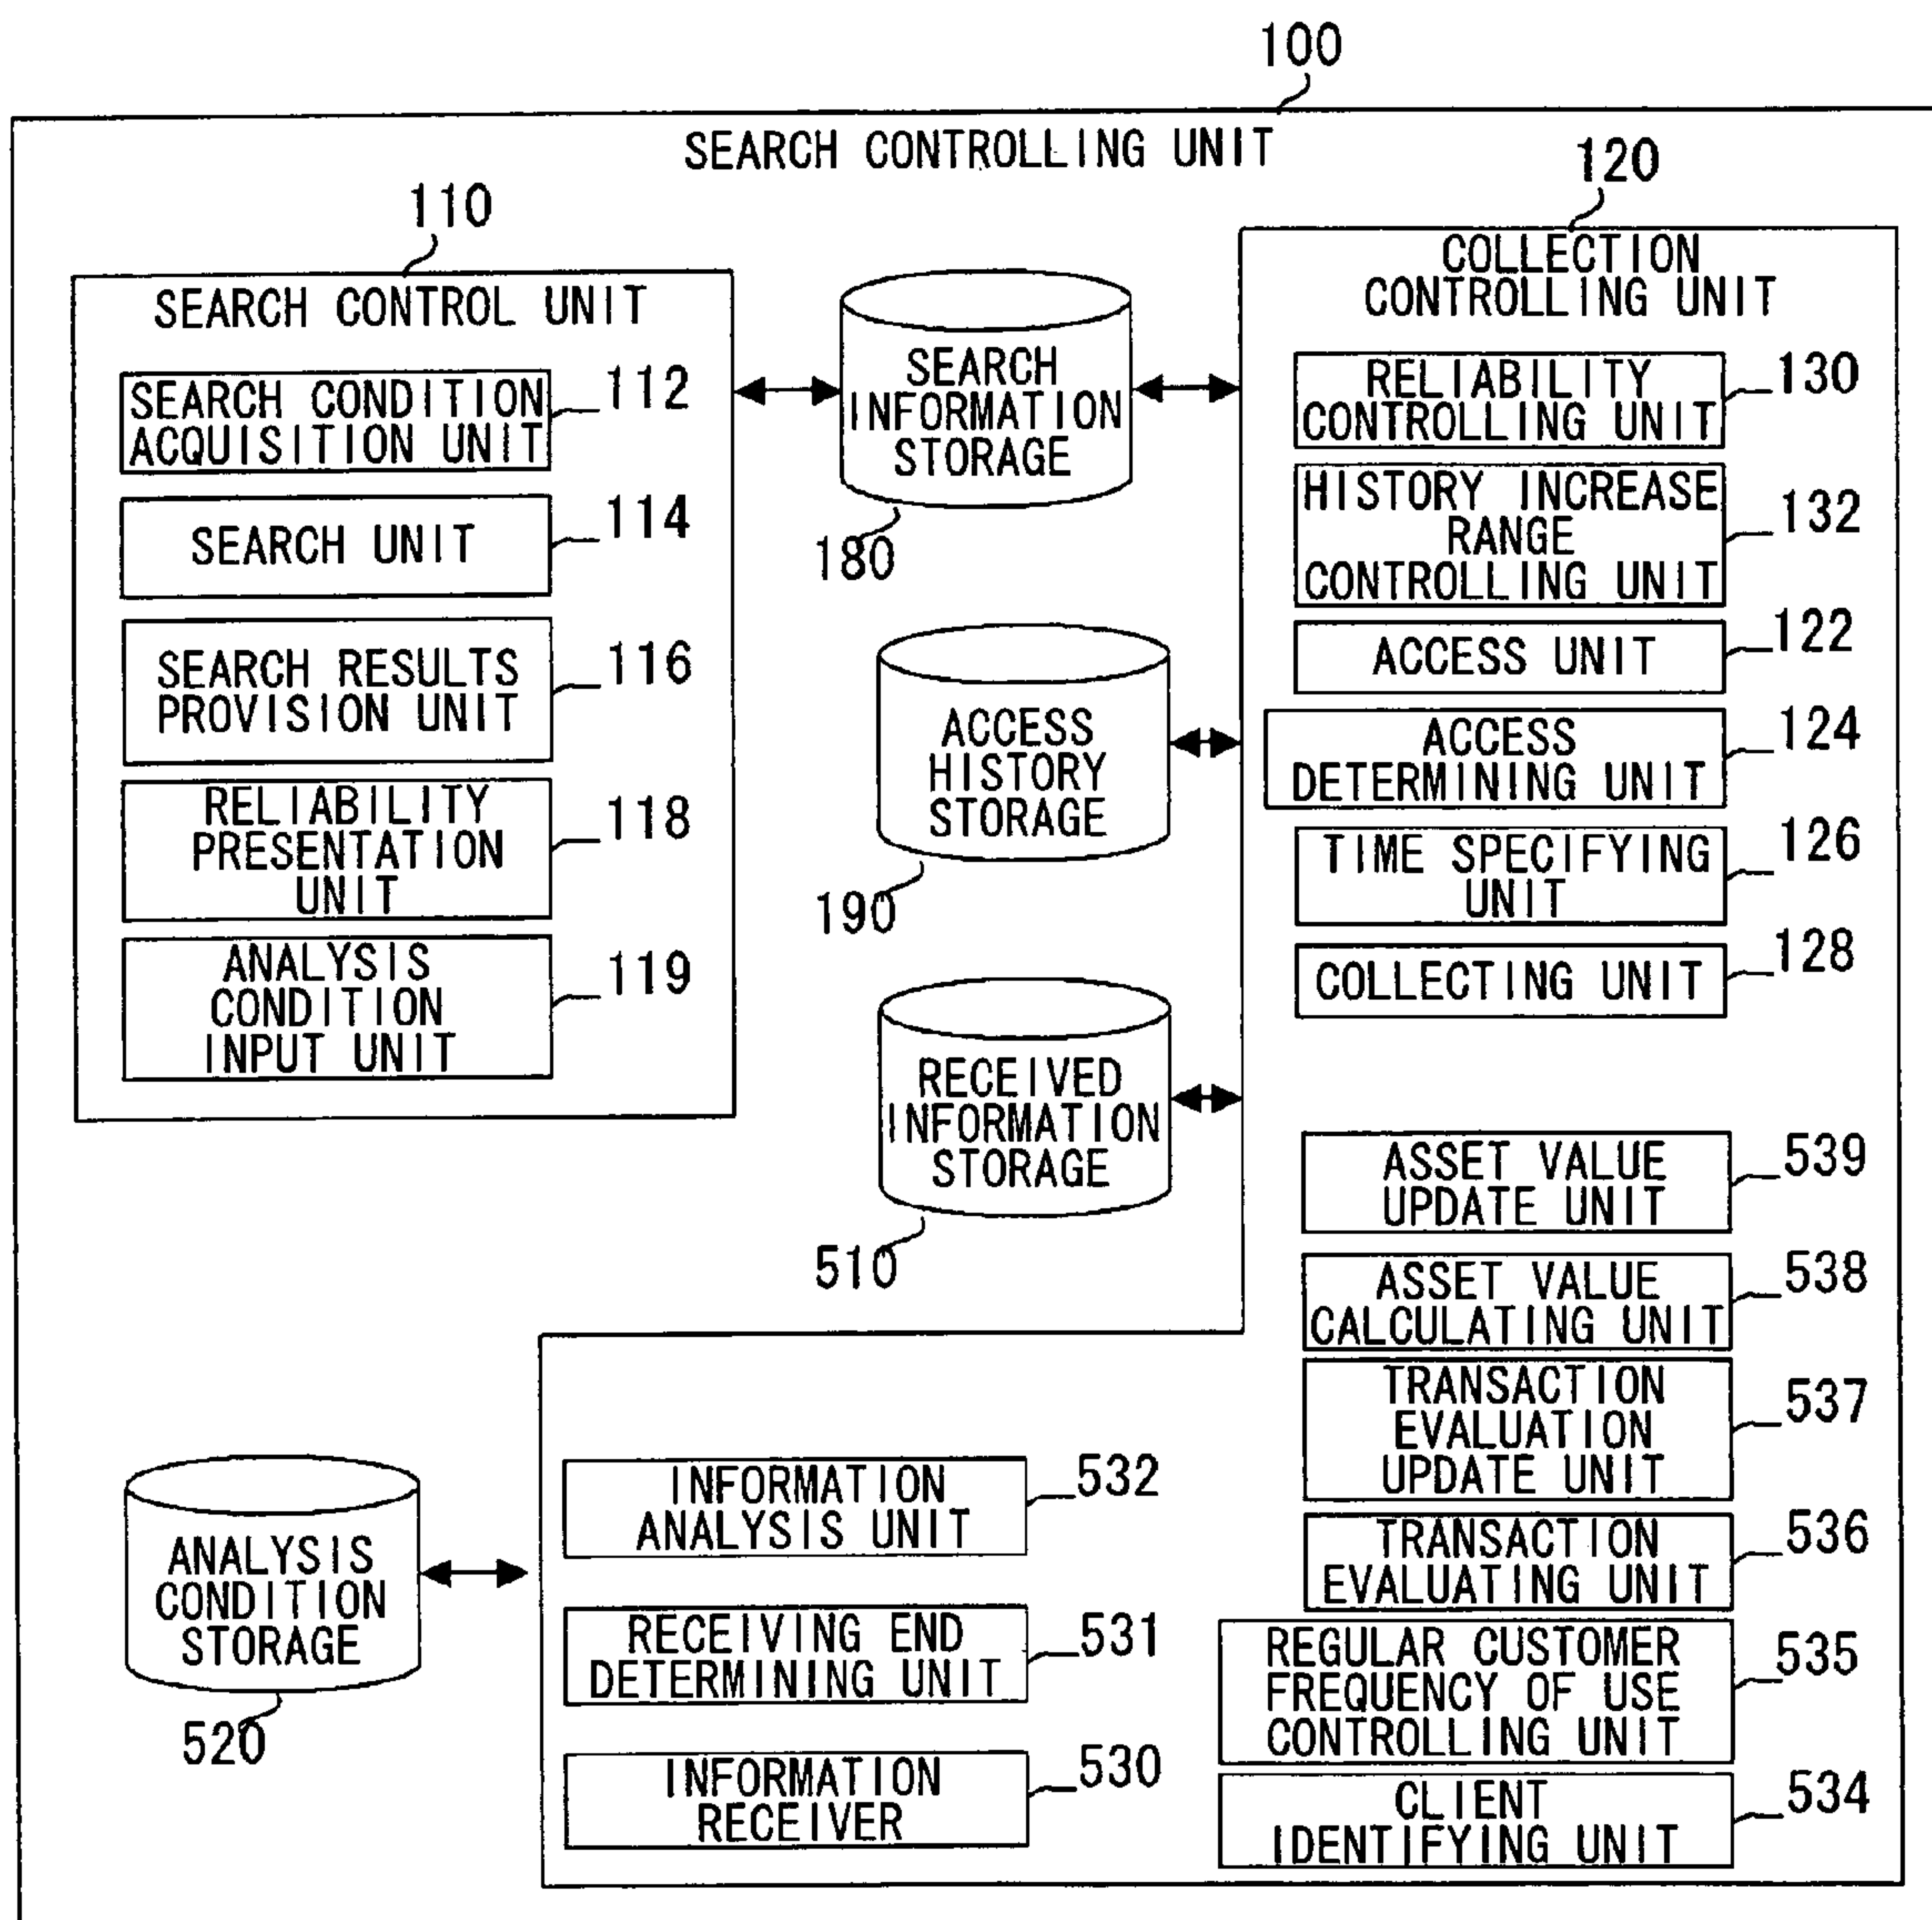 100
SEARCH CONTROLLING UNIT
110
SEARCH CONTROL UNIT
SEARCH CONDITION
ACQUISITION UNIT
112
SEARCH UNIT
114
SEARCH RESULTS
PROVISION UNIT
116
RELIABILITY
PRESENTATION
UNIT
118
ANALYSIS
CONDITION
INPUT UNIT
119
SEARCH
INFORMATION
STORAGE
180
ACCESS
HISTORY
STORAGE
190
RECEIVED
INFORMATION
STORAGE
510
120
COLLECTION
CONTROLLING UNIT
RELIABILITY
CONTROLLING UNIT
130
HISTORY INCREASE
RANGE
CONTROLLING UNIT
132
ACCESS UNIT
122
ACCESS
DETERMINING UNIT
124
TIME SPECIFYING
UNIT
126
COLLECTING UNIT
128
ASSET VALUE
UPDATE UNIT
539
ASSET VALUE
CALCULATING UNIT
538
TRANSACTION
EVALUATION
UPDATE UNIT
537
TRANSACTION
EVALUATING UNIT
536
REGULAR CUSTOMER
FREQUENCY OF USE
CONTROLLING UNIT
535
CLIENT
IDENTIFYING UNIT
534
INFORMATION
ANALYSIS UNIT
532
RECEIVING END
DETERMINING UNIT
531
INFORMATION
RECEIVER
530
ANALYSIS
CONDITION
STORAGE
520